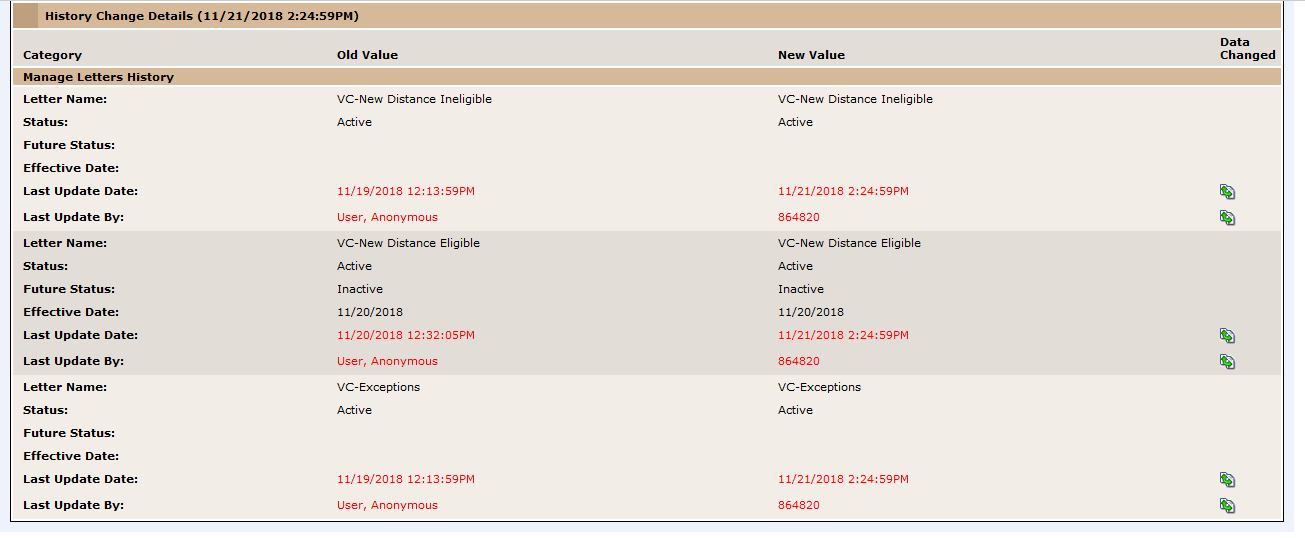 History Change Details (11/21/2018 2:24:59PM)
Category Old Value New Value Data Changed
Manage Letters History
Letter Name: VC-New Distance Ineligible VC-New Distance Ineligible
Status: Active Active
Future Status:
Effective Date:
Last Update Date: 11/19/2018 12:13:59PM 11/21/2018 2:24:59PM
Last Update By: User, Anonymous 864820
Letter Name: VC-New Distance Eligible VC-New Distance Eligible
Status: Active Active
Future Status: Inactive Inactive
Effective Date: 11/20/2018 11/20/2018
Last Update Date: 11/20/2018 12:32:05PM 11/21/2018 2:24:59PM
Last Update By: User, Anonymous 864820
Letter Name: VC-Exceptions VC-Exceptions
Status: Active Active
Future Status:
Effective Date:
Last Update Date: 11/19/2018 12:13:59PM 11/21/2018 2:24:59PM
Last Update By: User, Anonymous 864820